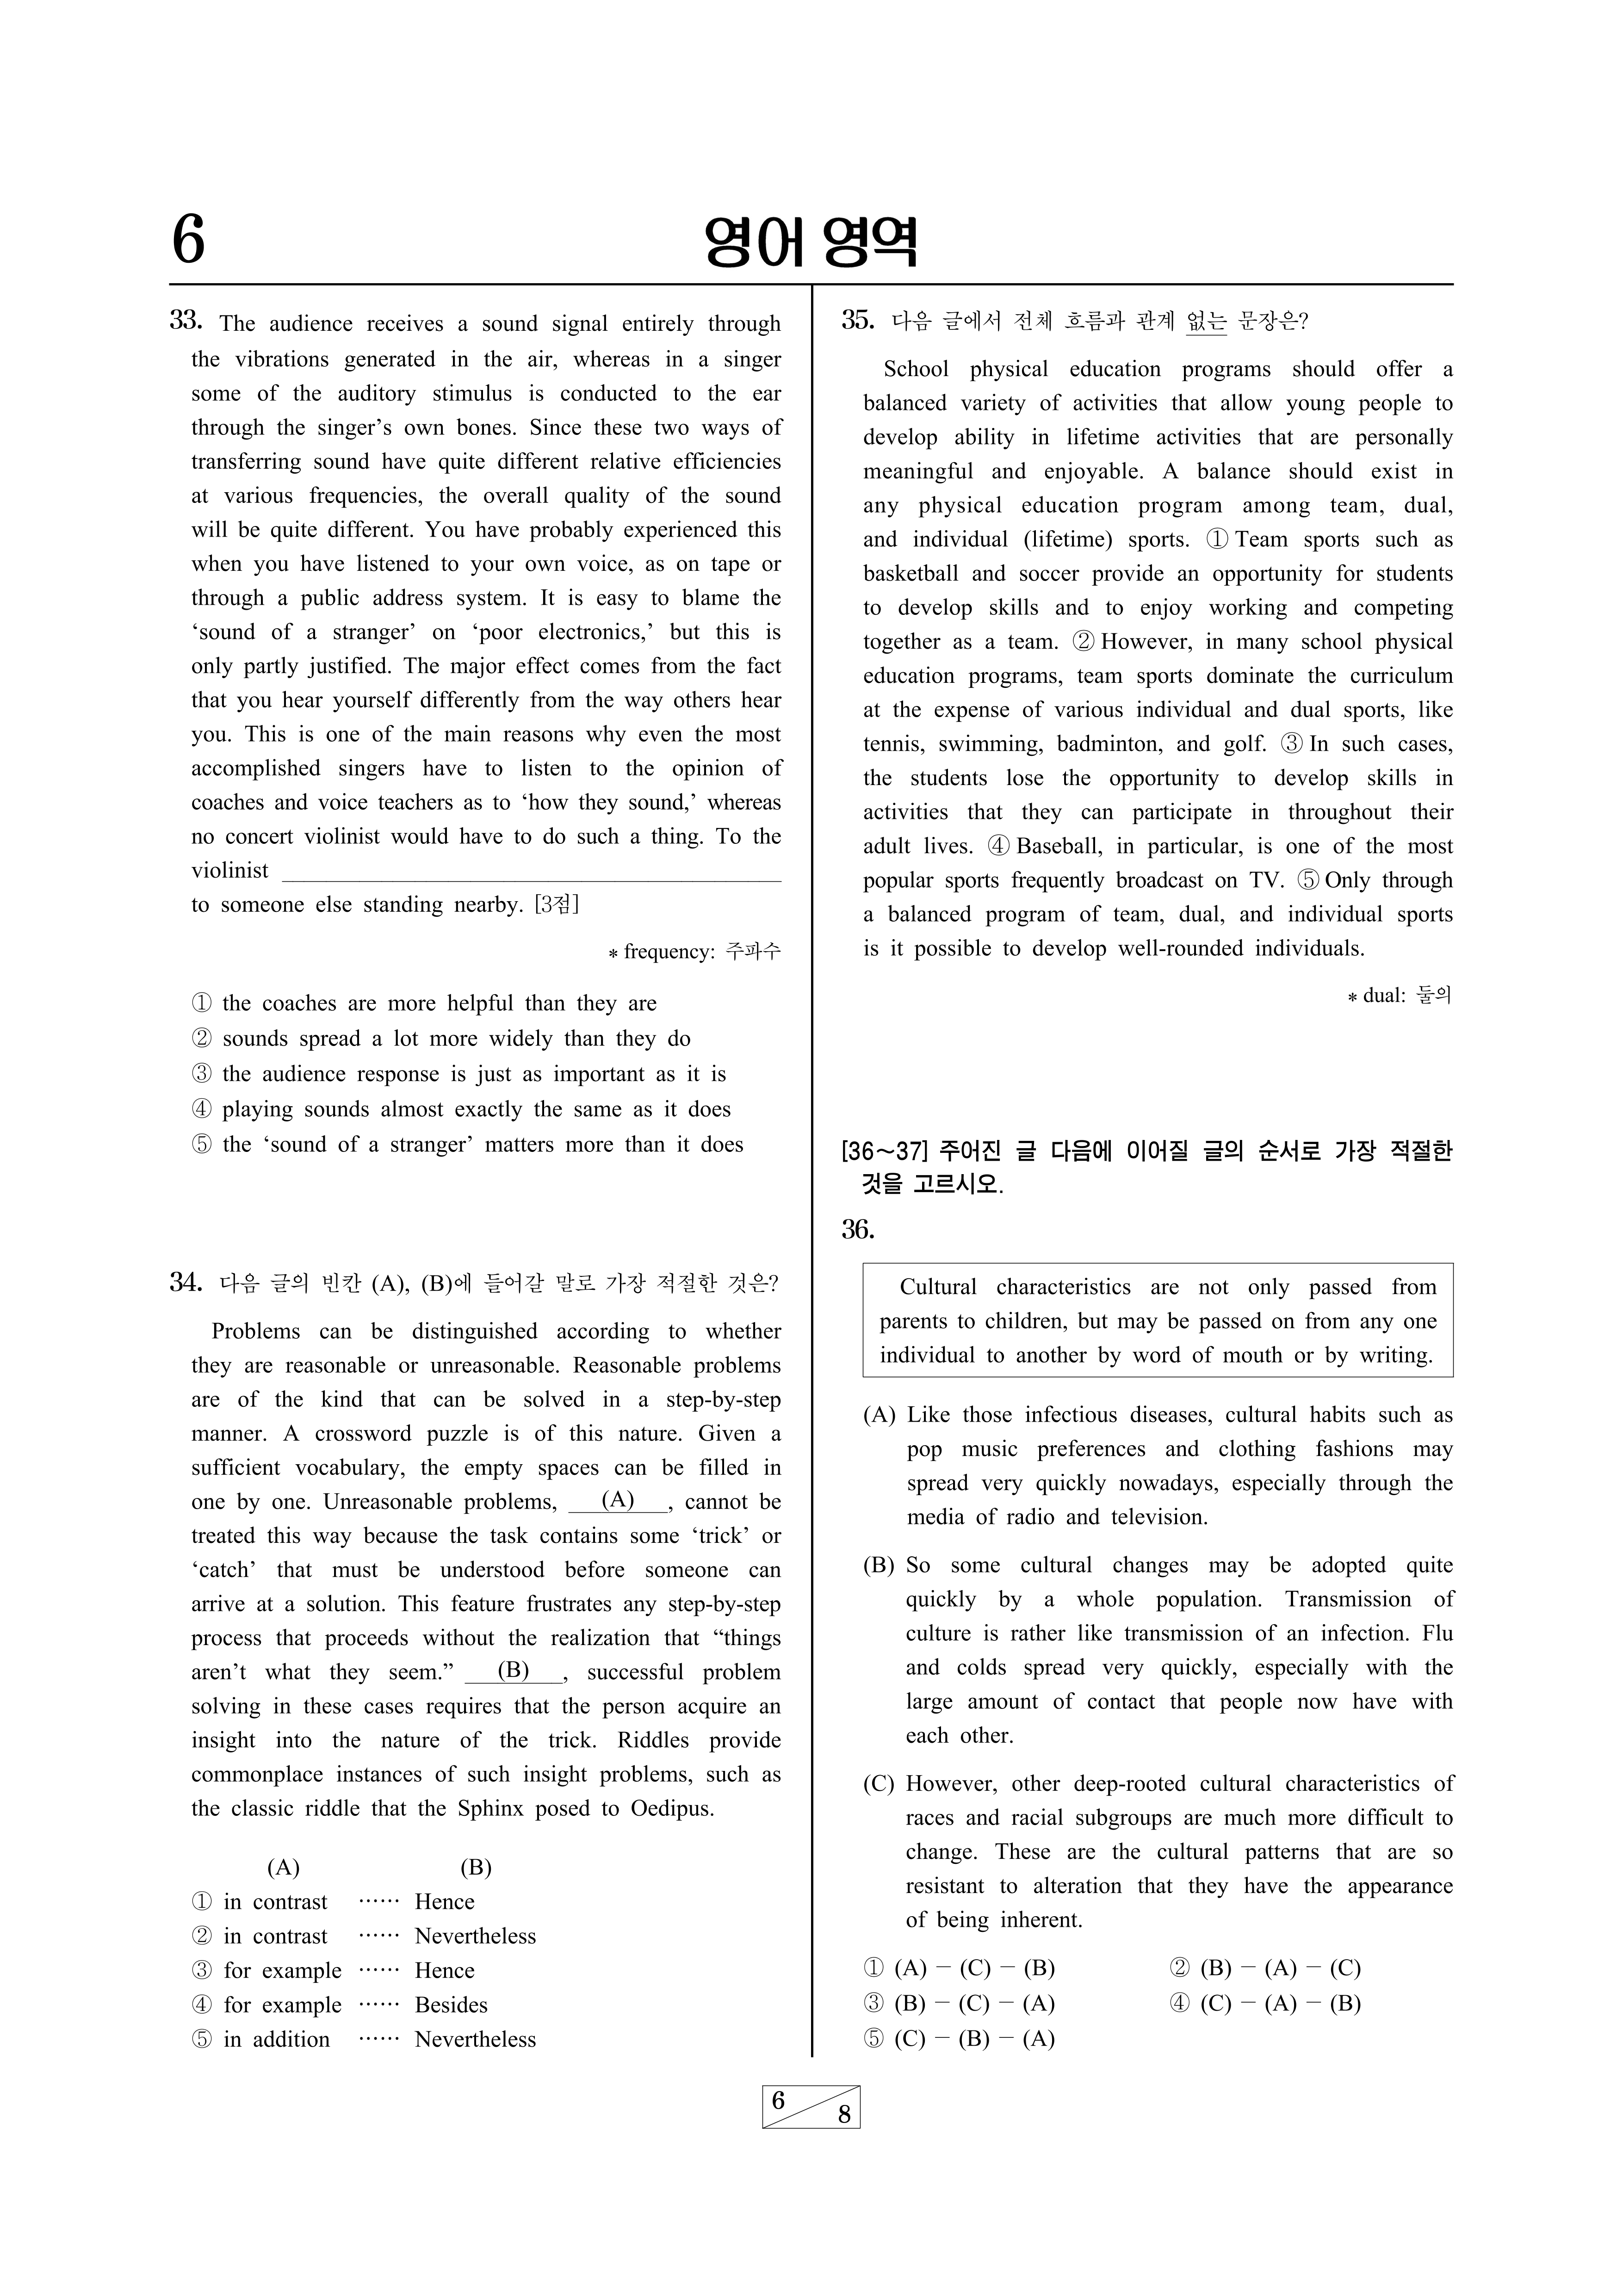 6
영어 영역
33. The audience receives a sound signal entirely through
the vibrations generated in the air, whereas in a singer
some of the auditory stimulus is conducted to the ear
through the singer’s own bones. Since these two ways of
transferring sound have quite different relative efficiencies
at various frequencies, the overall quality of the sound
will be quite different. You have probably experienced this
when you have listened to your own voice, as on tape or
through a public address system. It is easy to blame the
‘sound of a stranger’ on ‘poor electronics,’ but this is
only partly justified. The major effect comes from the fact
that you hear yourself differently from the way others hear
you. This is one of the main reasons why even the most
accomplished singers have to listen to the opinion of
coaches and voice teachers as to ‘how they sound,’ whereas
no concert violinist would have to do such a thing. To the
violinist ____________________
to someone else standing nearby. [3점]
* frequency: 주파수
① the coaches are more helpful than they are
② sounds spread a lot more widely than they do
③ the audience response is just as important as it is
④ playing sounds almost exactly the same as it does
⑤ the ‘sound of a stranger’ matters more than it does
34. 다음 글의 빈칸 (A), (B)에 들어갈 말로 가장 적절한 것은?
Problems can be distinguished according to whether
they are reasonable or unreasonable. Reasonable problems
are of the kind that can be solved in a step-by-step
manner. A crossword puzzle is of this nature. Given a
sufficient vocabulary, the empty spaces can be filled in
one by one. Unreasonable problems, (A), cannot be
treated this way because the task contains some ‘trick’ or
‘catch’ that must be understood before someone can
arrive at a solution. This feature frustrates any step-by-step
process that proceeds without the realization that “things
aren’t what they seem.” (B), successful problem
solving in these cases requires that the person acquire an
insight into the nature of the trick. Riddles provide
commonplace instances of such insight problems, such as
the classic riddle that the Sphinx posed to Oedipus.
(A) (B)
① in contrast …… Hence
② in contrast …… Nevertheless
③ for example …… Hence
④ for example …… Besides
⑤ in addition …… Nevertheless
35. 다음 글에서 전체 흐름과 관계 없는 문장은?
School physical education programs should offer a
balanced variety of activities that allow young people to
develop ability in lifetime activities that are personally
meaningful and enjoyable. A balance should exist in
any physical education program among team, dual,
and individual (lifetime) sports. ① Team sports such as
basketball and soccer provide an opportunity for students
to develop skills and to enjoy working and competing
together as a team. ② However, in many school physical
education programs, team sports dominate the curriculum
at the expense of various individual and dual sports, like
tennis, swimming, badminton, and golf. ③ In such cases,
the students lose the opportunity to develop skills in
activities that they can participate in throughout their
adult lives. ④ Baseball, in particular, is one of the most
popular sports frequently broadcast on TV. ⑤ Only through
a balanced program of team, dual, and individual sports
is it possible to develop well-rounded individuals.
* dual: 둘의
[36～37] 주어진 글 다음에 이어질 글의 순서로 가장 적절한
것을 고르시오.
36.
Cultural characteristics are not only passed from
parents to children, but may be passed on from any one
individual to another by word of mouth or by writing.
(A) Like those infectious diseases, cultural habits such as
pop music preferences and clothing fashions may
spread very quickly nowadays, especially through the
media of radio and television.
(B) So some cultural changes may be adopted quite
quickly by a whole population. Transmission of
culture is rather like transmission of an infection. Flu
and colds spread very quickly, especially with the
large amount of contact that people now have with
each other.
(C) However, other deep-rooted cultural characteristics of
races and racial subgroups are much more difficult to
change. These are the cultural patterns that are so
resistant to alteration that they have the appearance
of being inherent.
① (A) － (C) － (B) ② (B) － (A) － (C)
③ (B) － (C) － (A) ④ (C) － (A) － (B)
⑤ (C) － (B) － (A)
6
8